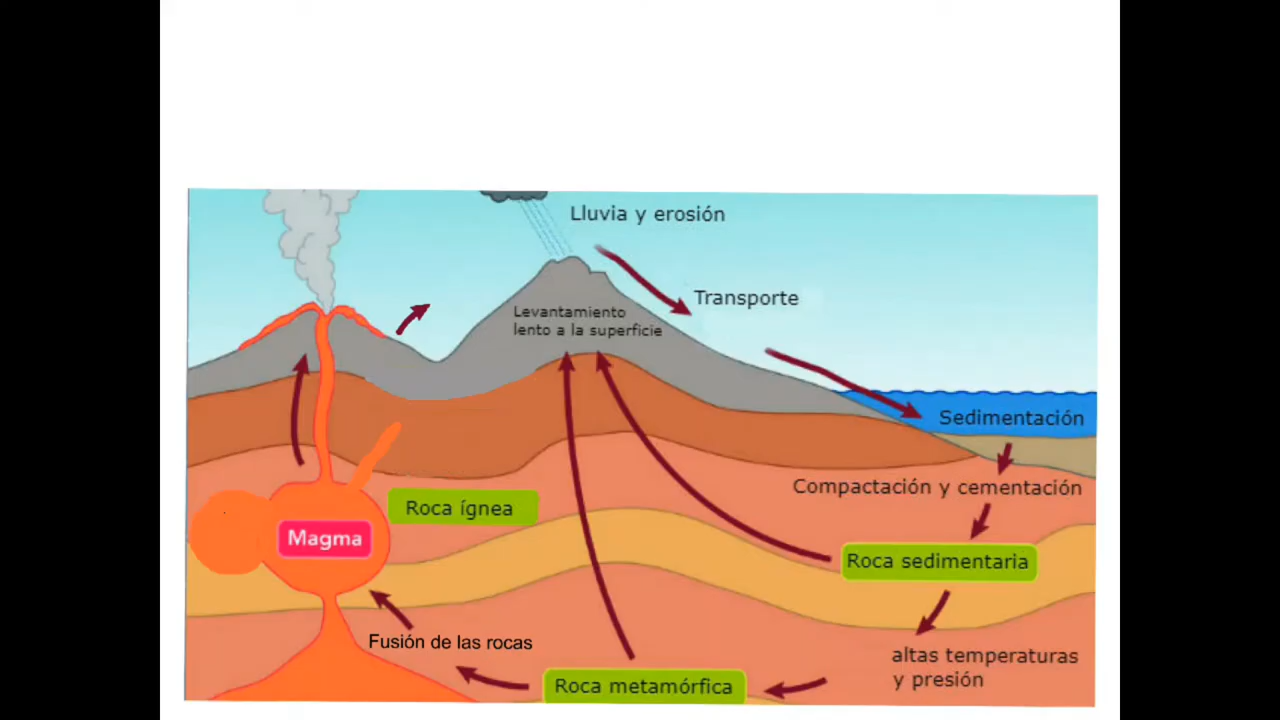 Lluvia y erosión
Transporte
Levantamiento
lento a la superficie
Sedimentación
Compactación y cementación
Roca ígnea
Magma
Roca sedimentaria
Fusión de las rocas
altas temperaturas
y presión
Roca metamórfica